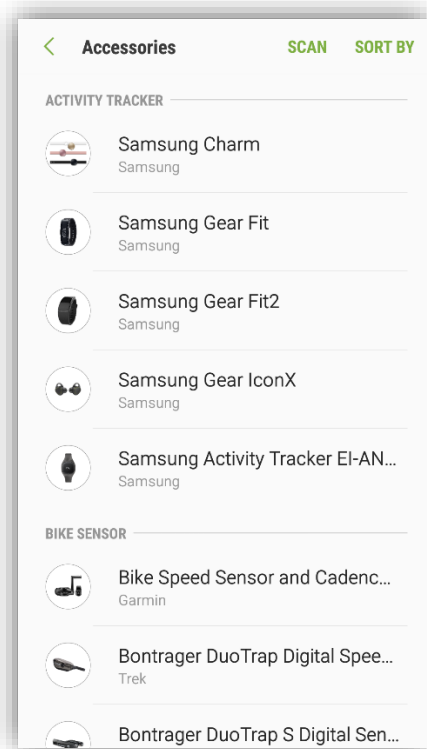 Accessories SCAN SORT BY
ACTIVITY TRACKER
Samsung Charm
Samsung
Samsung Gear Fit
Samsung
Samsung Gear Fit2
Samsung
Samsung Gear IconX
Samsung
Samsung Activity Tracker EI-AN...
Samsung
BIKE SENSOR
Bike Speed Sensor and Cadenc...
Garmin
Bontrager DuoTrap Digital Spee...
Trek
Bontrager DuoTrap S Digital Sen...